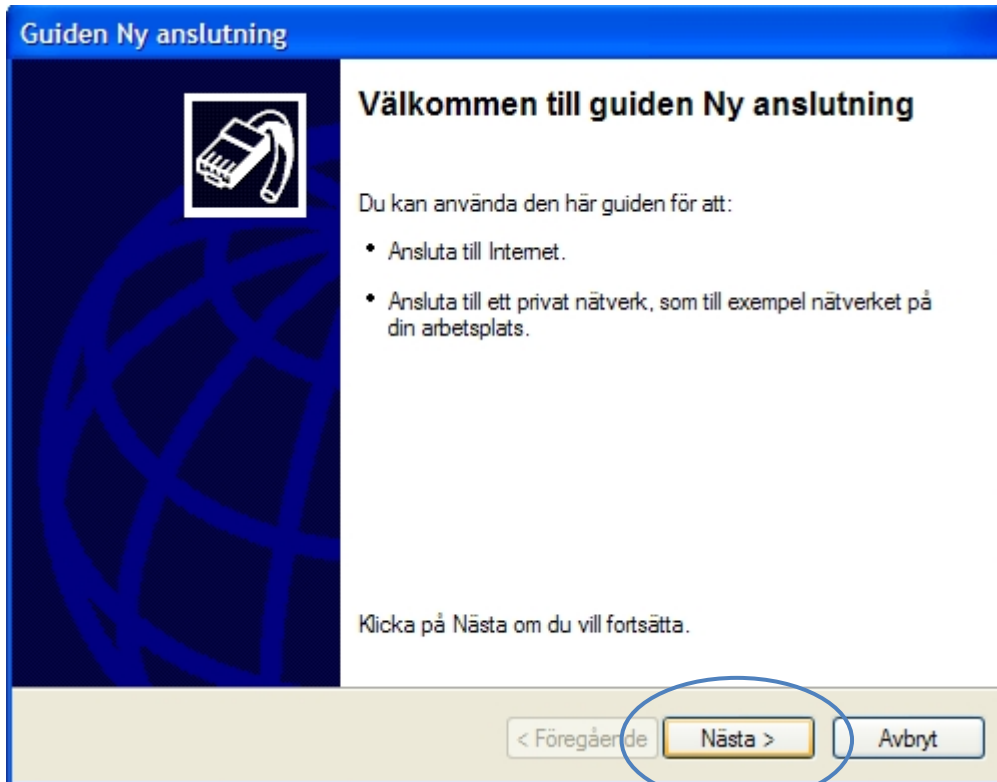 Guiden Ny anslutning
Välkommen till guiden Ny anslutning
Du kan använda den här guiden för att:
• Ansluta till Internet.
• Ansluta till ett privat nätverk, som till exempel nätverket på
din arbetsplats.
Klicka på Nästa om du vill fortsätta.
< Föregående
Nästa >
Avbryt